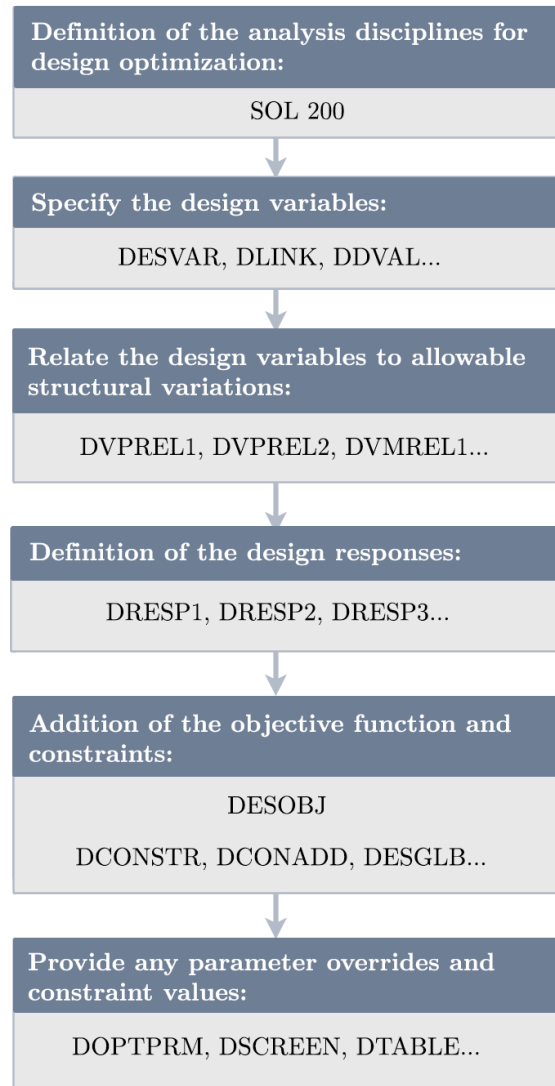 Definition of the analysis disciplines for
design optimization:
SOL 200
Specify the design variables:
DESVAR, DLINK, DDVAL...
Relate the design variables to allowable
structural variations:
DVPREL1, DVPREL2, DVMREL1...
Definition of the design responses:
DRESP1, DRESP2, DRESP3...
Addition of the objective function and
constraints:
DESOBJ
DCONSTR, DCONADD, DESGLB...
Provide any parameter overrides and
constraint values:
DOPTPRM, DSCREEN, DTABLE...